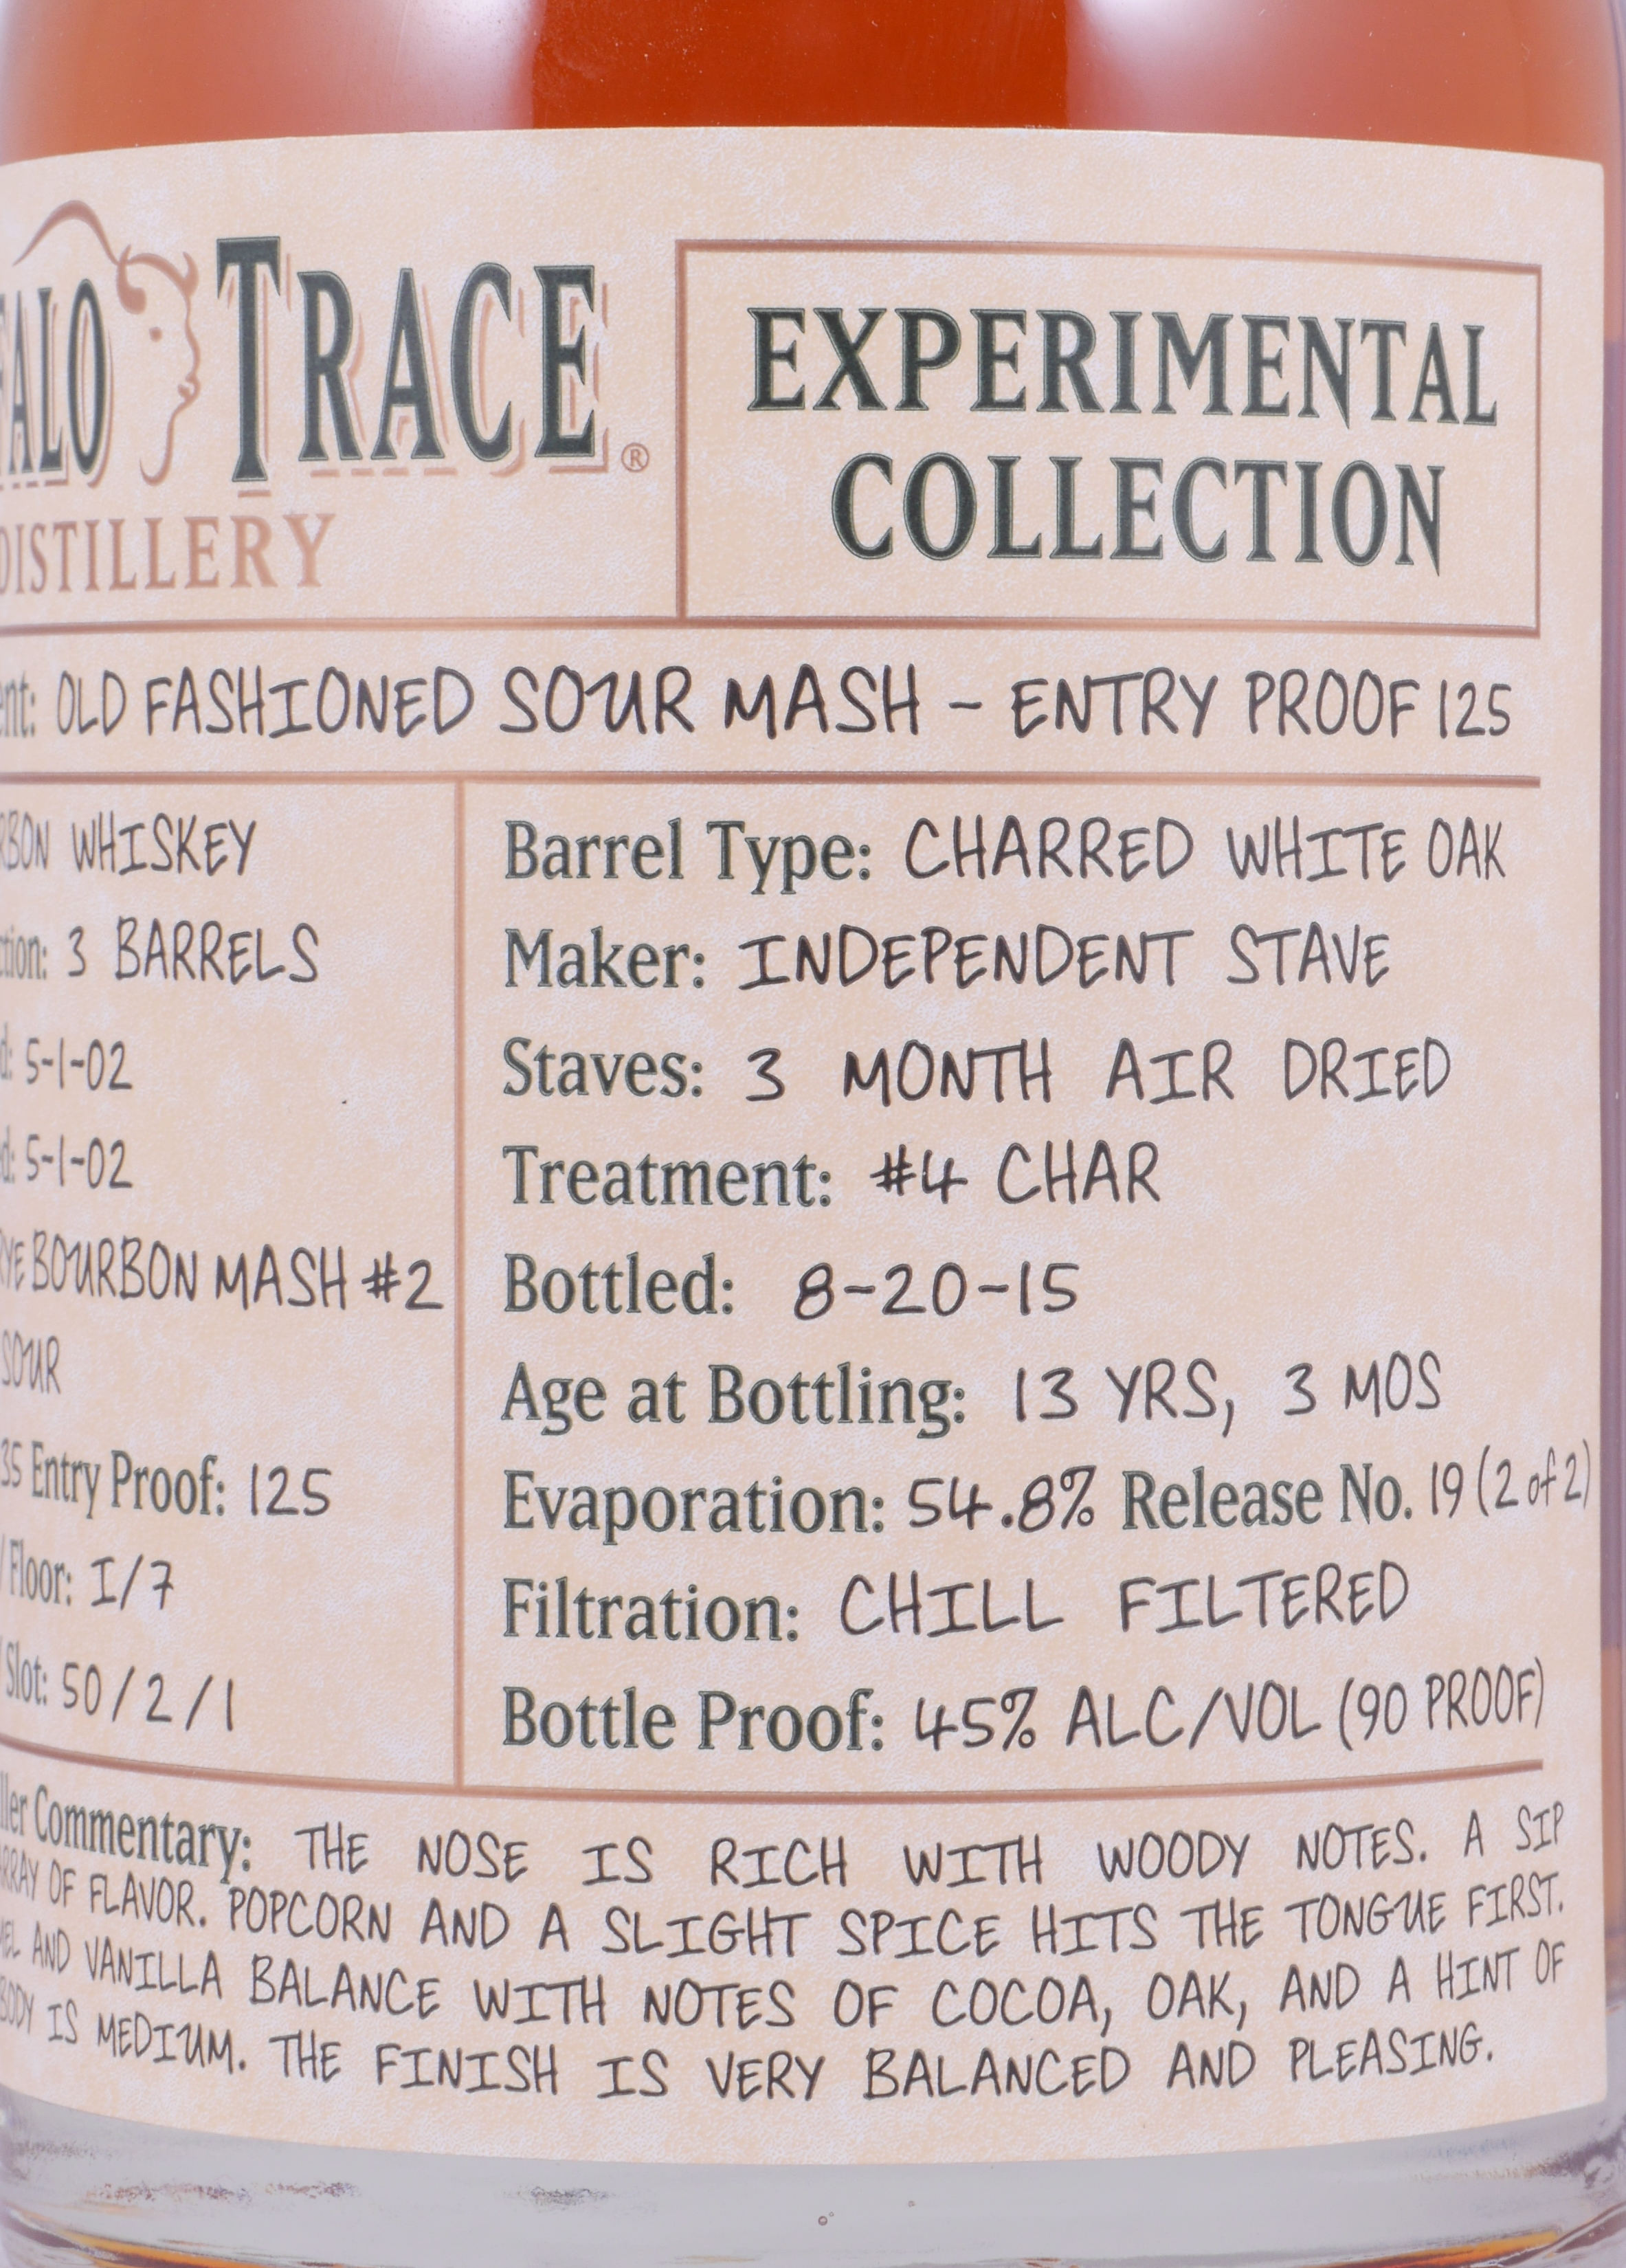 TRACE®
DISTILLERY
EXPERIMENTAL
COLLECTION
OLD FASHIONED SOUR MASH - ENTRY PROOF 125
WHISKEY
3 BARRELS
5-1-02
5-1-02
BOURBON MASH #2
SOUR
Entry Proof: 125
Floor: I/7
Slot: 50/2/1
Barrel Type: CHARRED WHITE OAK
Maker: INDEPENDENT STAVE
Staves: 3 MONTH AIR DRIED
Treatment: #4 CHAR
Bottled: 8-20-15
Age at Bottling: 13 YRS, 3 MOS
Evaporation: 54.8% Release No. 19 (2 of 2)
Filtration: CHILL FILTERED
Bottle Proof: 45% ALC/VOL (90 PROOF)
Commentary: THE NOSE IS RICH WITH WOODY NOTES. A SIP
OF FLAVOR. POPCORN AND A SLIGHT SPICE HITS THE TONGUE FIRST.
AND VANILLA BALANCE WITH NOTES OF COCOA, OAK, AND A HINT OF
BODY IS MEDIUM. THE FINISH IS VERY BALANCED AND PLEASING.